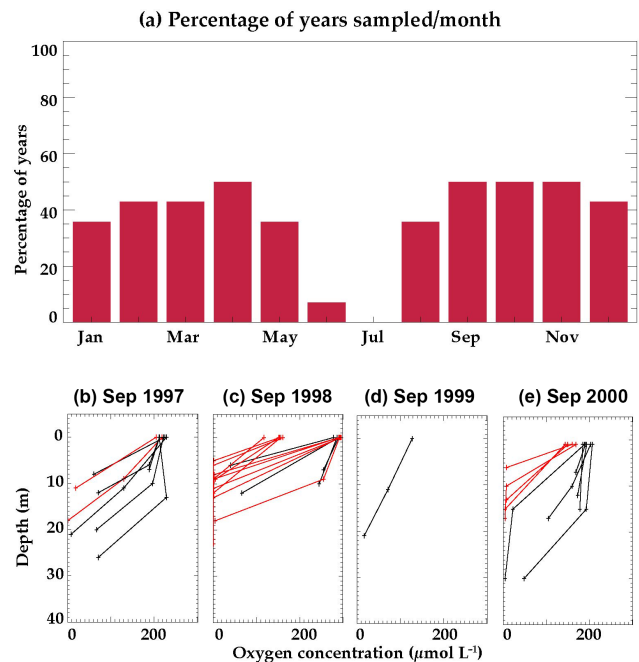 (a) Percentage of years sampled/month
Percentage of years
100
80
60
40
20
0
Jan Mar May Jul Sep Nov
(b) Sep 1997 (c) Sep 1998 (d) Sep 1999 (e) Sep 2000
Depth (m)
0
10
20
30
40
0 200 0 200 0 200 0 200
Oxygen concentration (μmol L⁻¹)